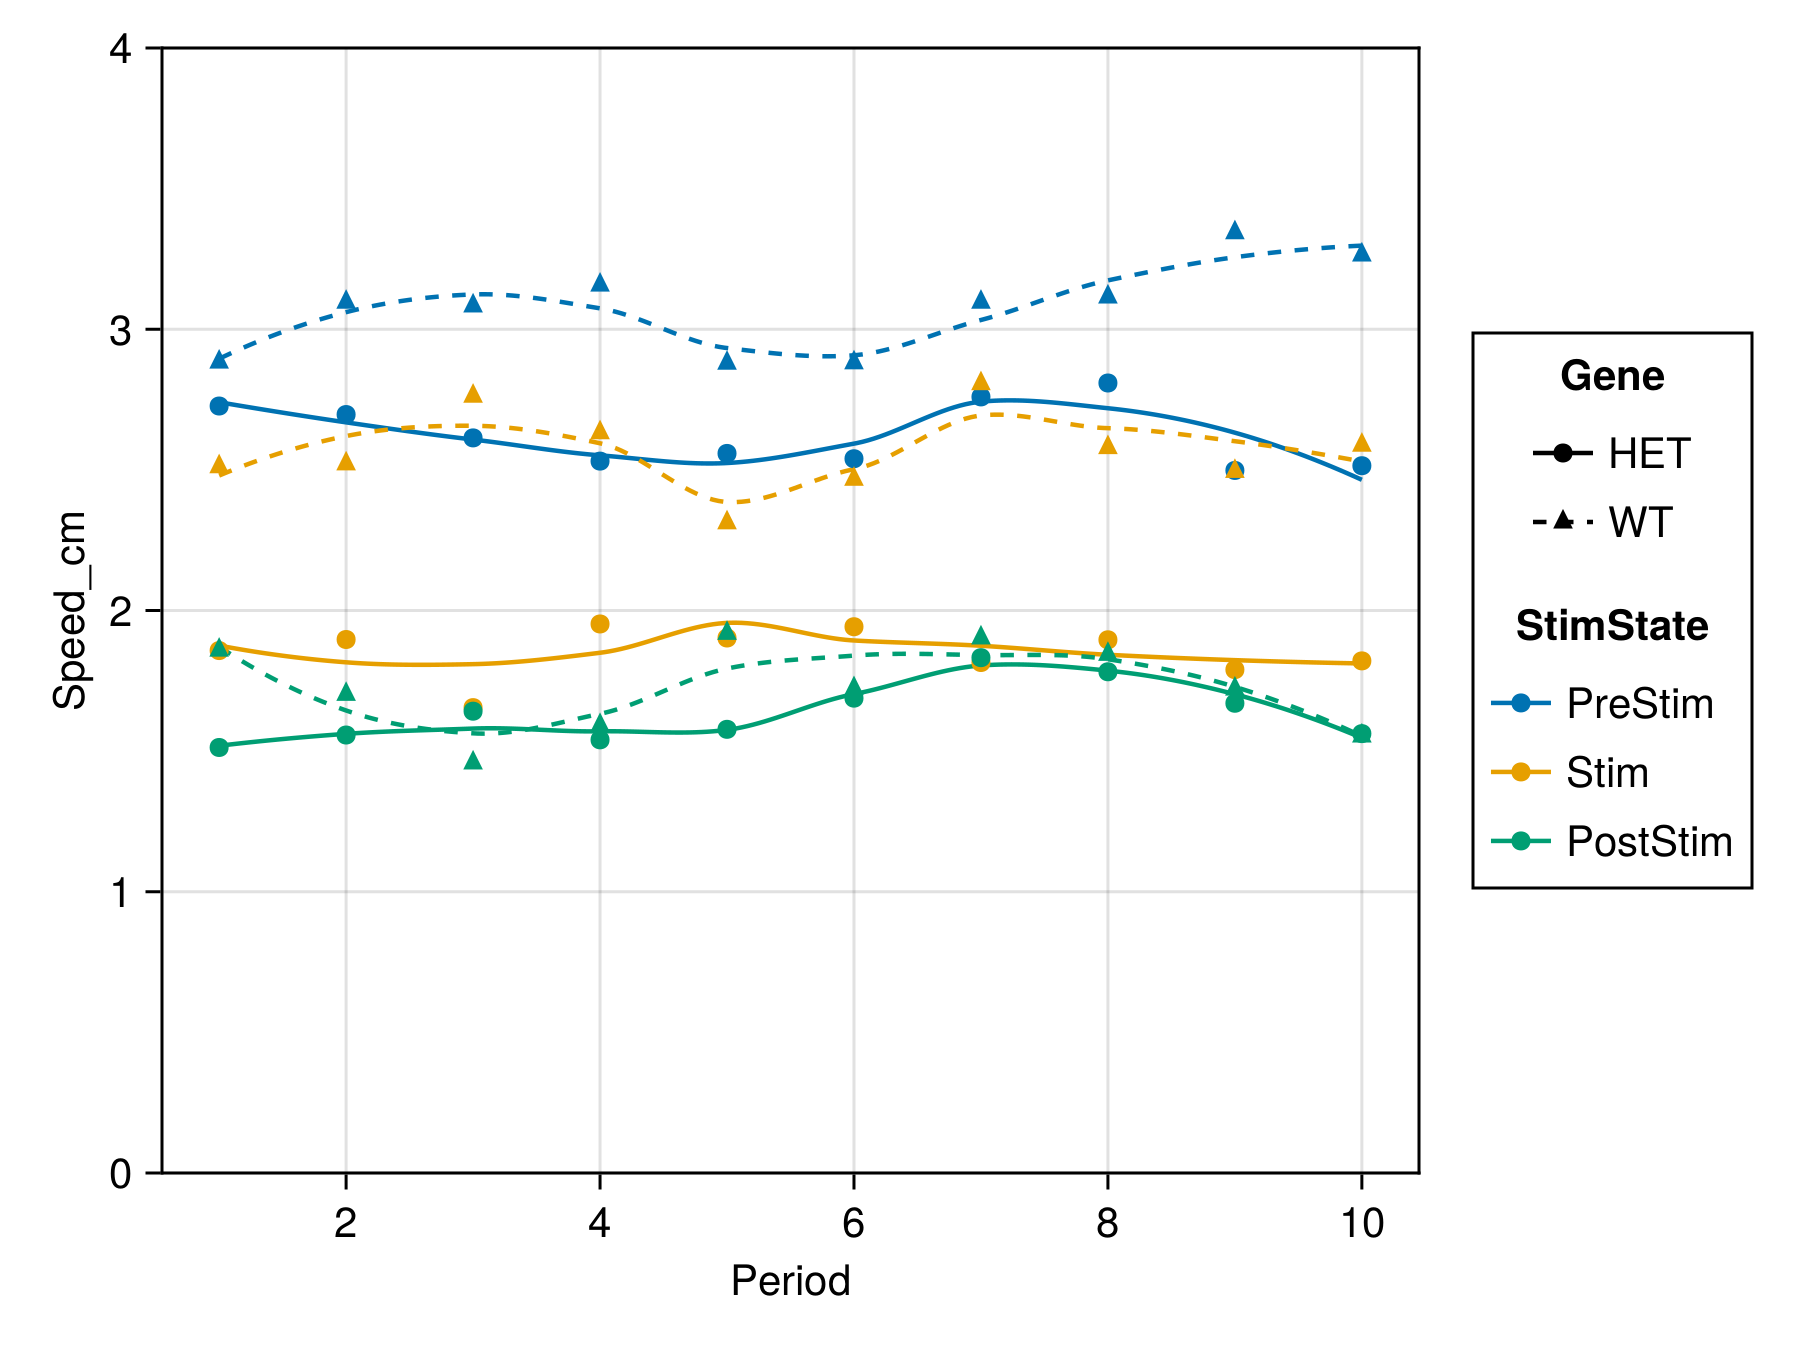 4
3
2
1
0
2 4 6 8 10
Speed_cm
Period
Gene
HET
WT
StimState
PreStim
Stim
PostStim